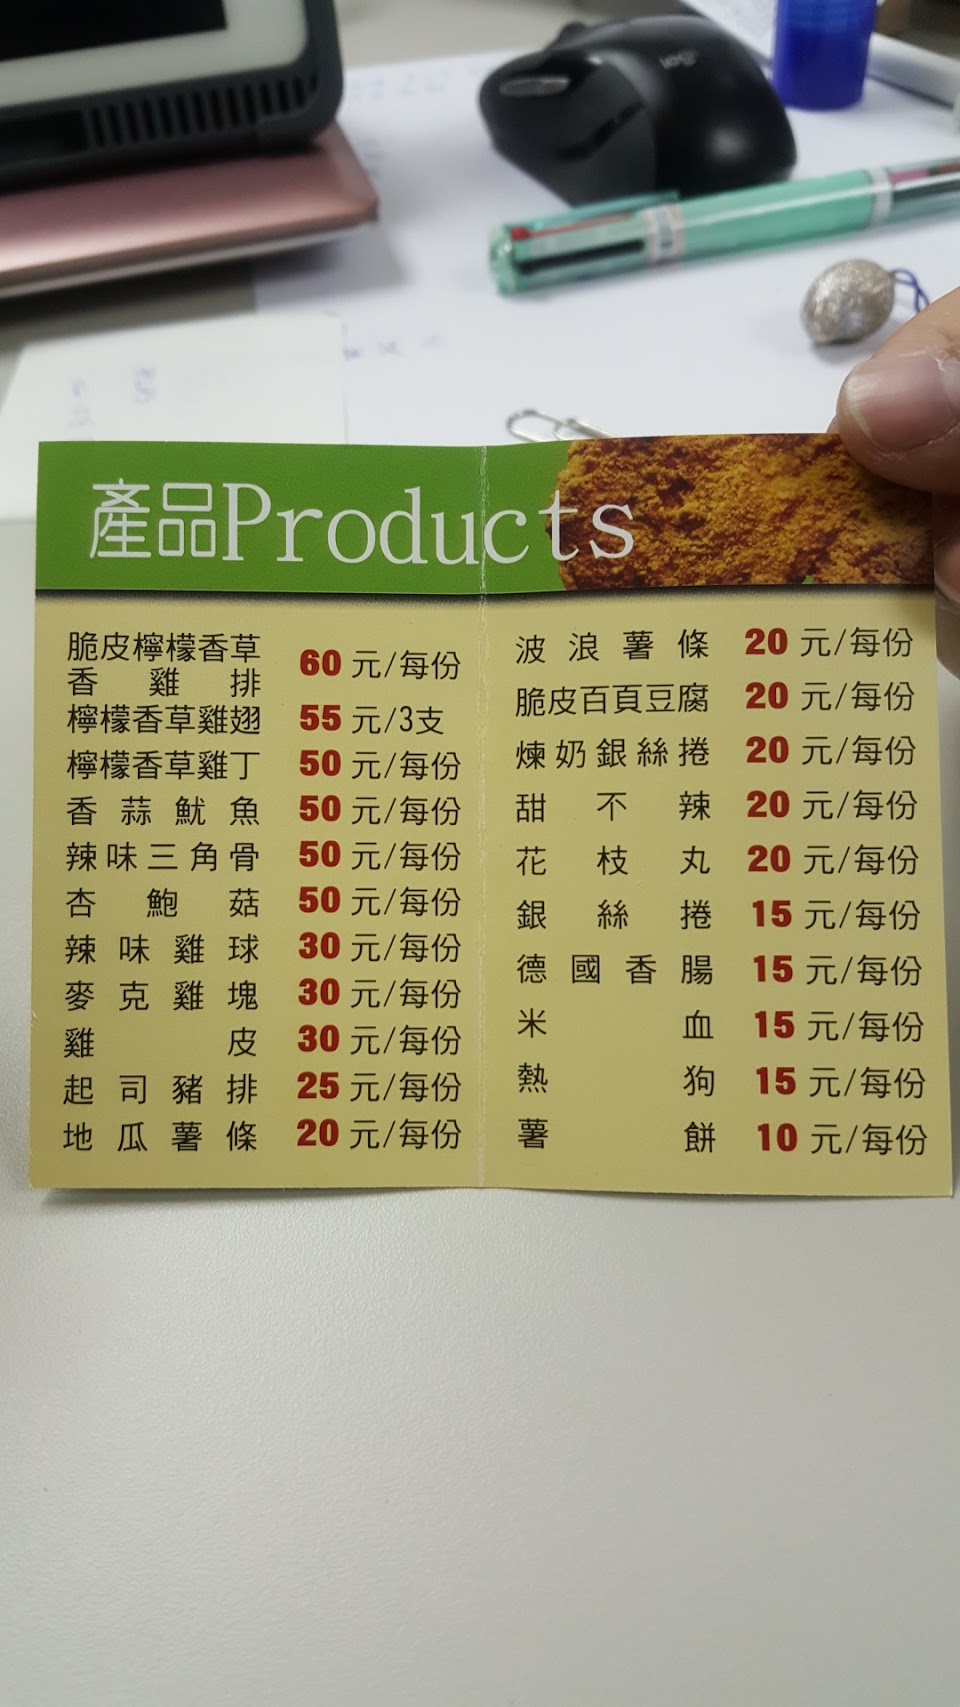 產品Products
脆皮檸檬香草
香雞排 60元/每份
檸檬香草雞翅 55元/3支
檸檬香草雞丁 50元/每份
香蒜魷魚 50元/每份
辣味三角骨 50元/每份
杏鮑菇 50元/每份
辣味雞球 30元/每份
麥克雞塊 30元/每份
雞皮 30元/每份
起司豬排 25元/每份
地瓜薯條 20元/每份
波浪薯條 20元/每份
脆皮百頁豆腐 20元/每份
煉奶銀絲捲 20元/每份
甜不辣 20元/每份
花枝丸 20元/每份
銀絲捲 15元/每份
德國香腸 15元/每份
米血 15元/每份
熱狗 15元/每份
薯餅 10元/每份